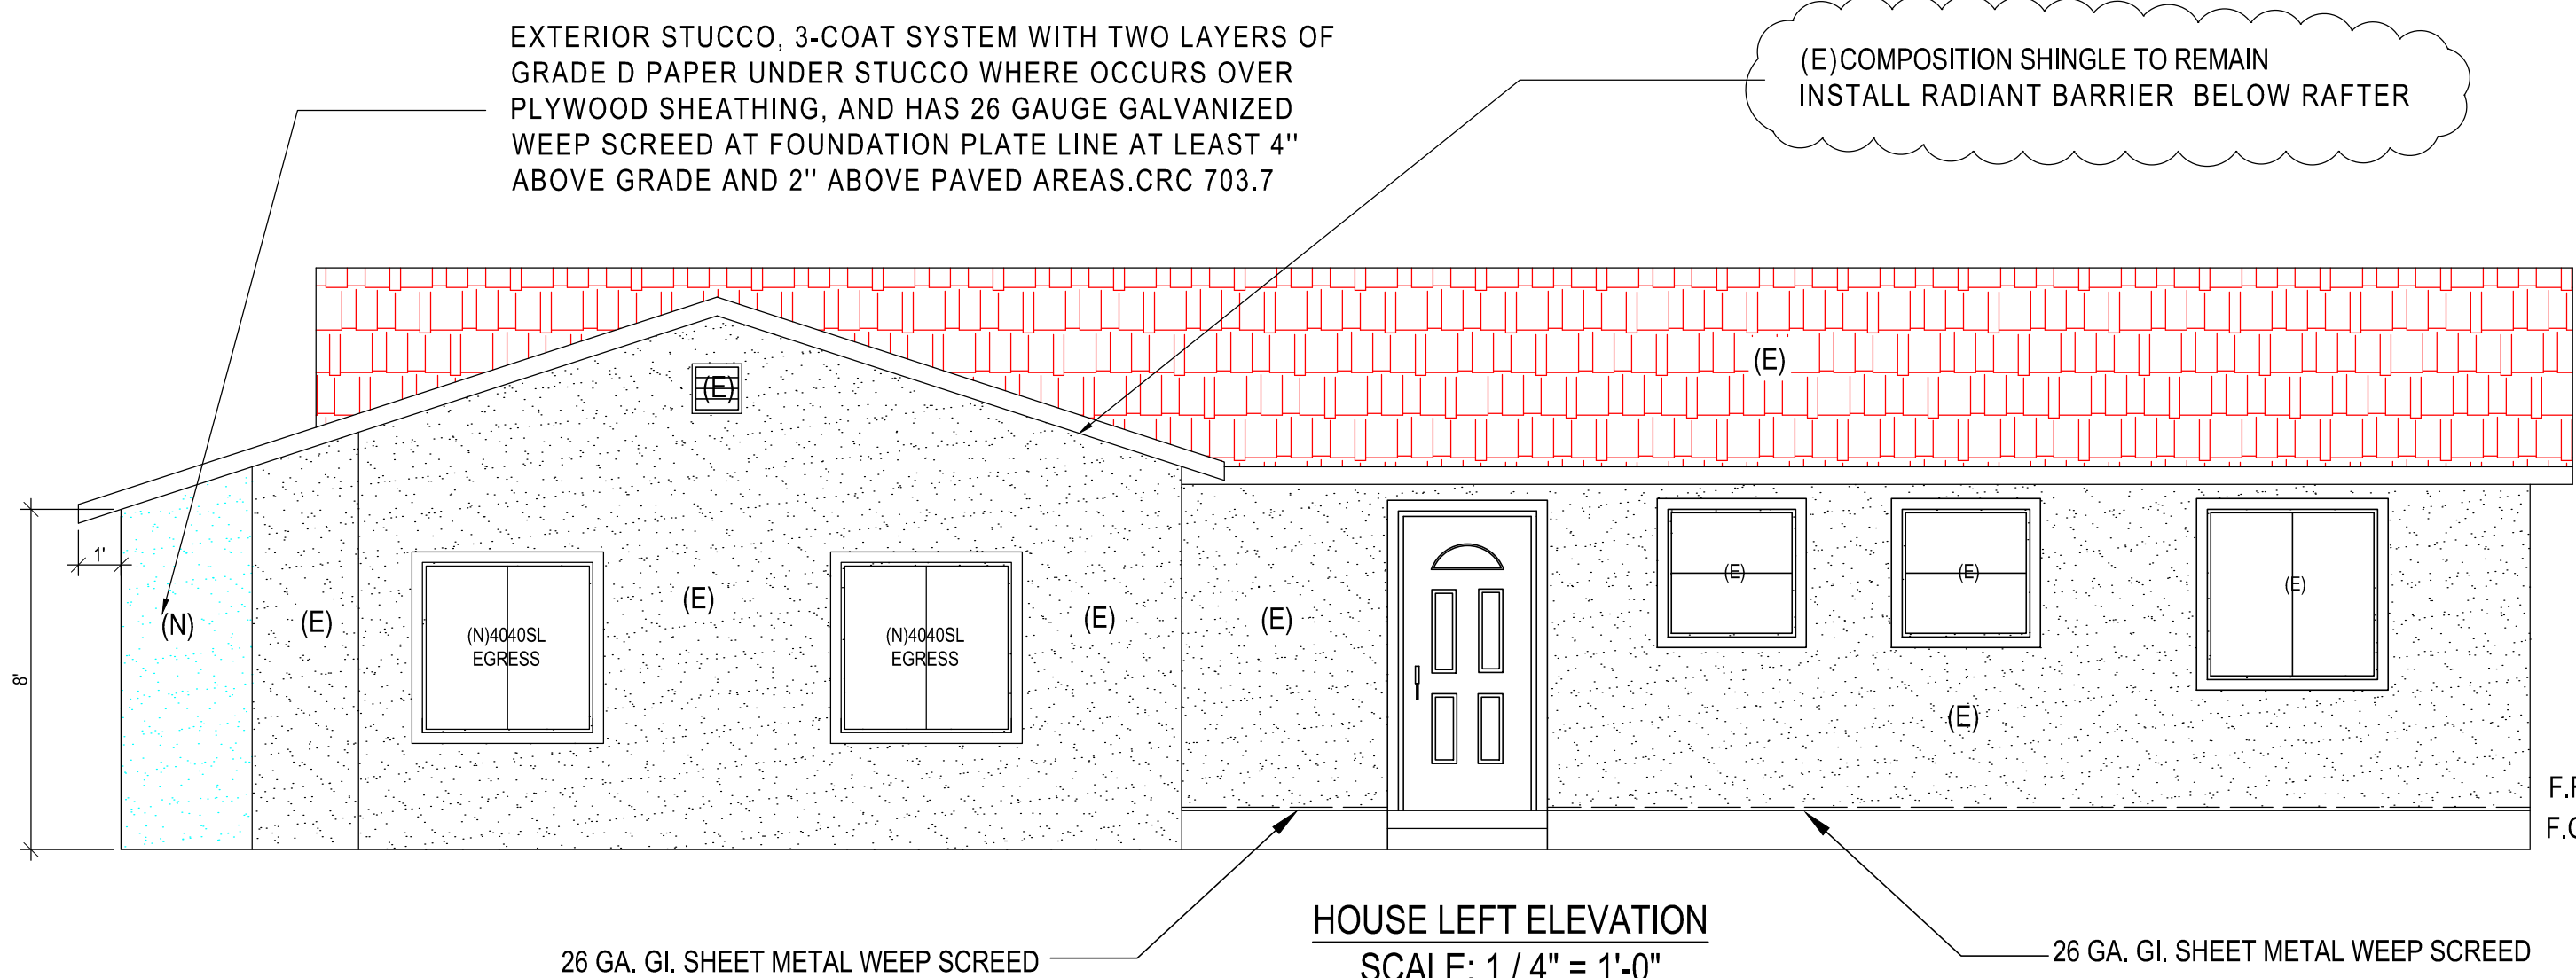 EXTERIOR STUCCO, 3-COAT SYSTEM WITH TWO LAYERS OF
GRADE D PAPER UNDER STUCCO WHERE OCCURS OVER
PLYWOOD SHEATHING, AND HAS 26 GAUGE GALVANIZED
WEEP SCREED AT FOUNDATION PLATE LINE AT LEAST 4''
ABOVE GRADE AND 2'' ABOVE PAVED AREAS.CRC 703.7
(E)COMPOSITION SHINGLE TO REMAIN
INSTALL RADIANT BARRIER BELOW RAFTER
(E)
(E)
1'
8'
(N)
(E)
(N)4040SL
EGRESS
(E)
(N)4040SL
EGRESS
(E)
(E)
(E)
(E)
(E)
(E)
F.F
F.G
HOUSE LEFT ELEVATION
SCALE: 1 / 4" = 1'-0"
26 GA. GI. SHEET METAL WEEP SCREED
26 GA. GI. SHEET METAL WEEP SCREED